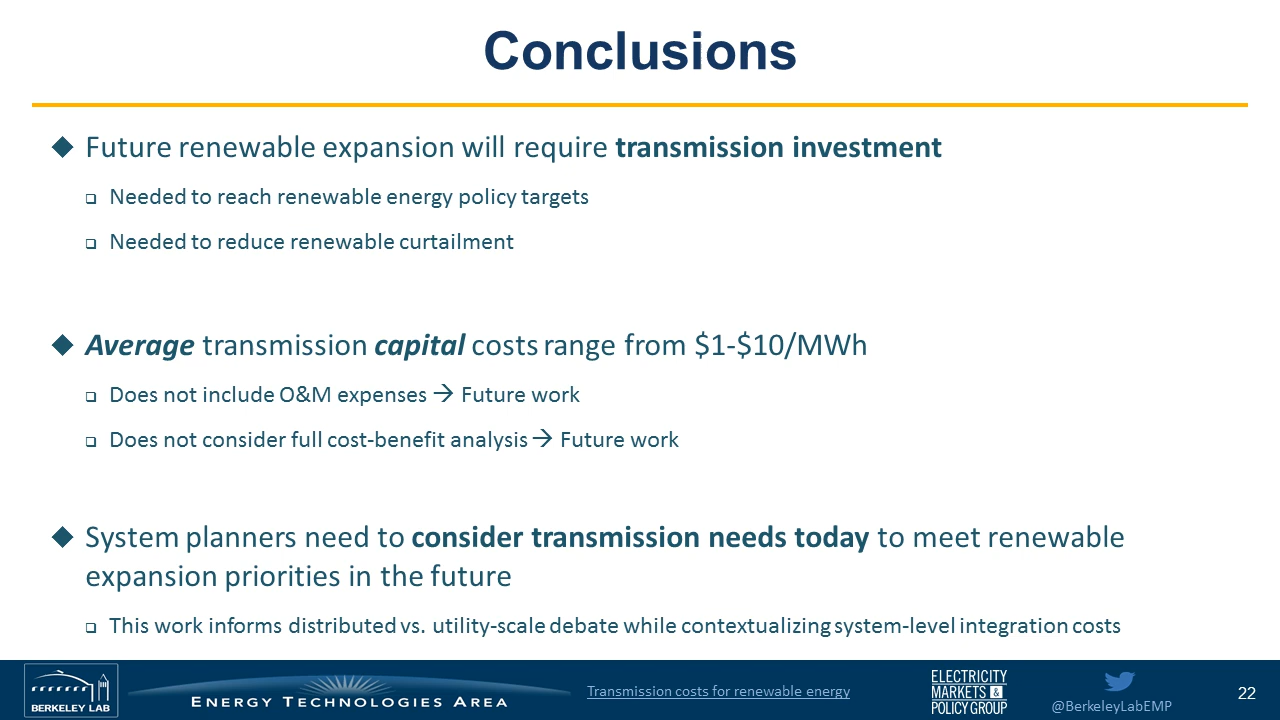 Conclusions
Future renewable expansion will require transmission investment
Needed to reach renewable energy policy targets
Needed to reduce renewable curtailment
Average transmission capital costs range from $1-$10/MWh
Does not include O&M expenses → Future work
Does not consider full cost-benefit analysis → Future work
System planners need to consider transmission needs today to meet renewable
expansion priorities in the future
This work informs distributed vs. utility-scale debate while contextualizing system-level integration costs
BERKELEY LAB
ENERGY TECHNOLOGIES AREA
Transmission costs for renewable energy
ELECTRICITY
MARKETS &
POLICY GROUP
@BerkeleyLabEMP
22